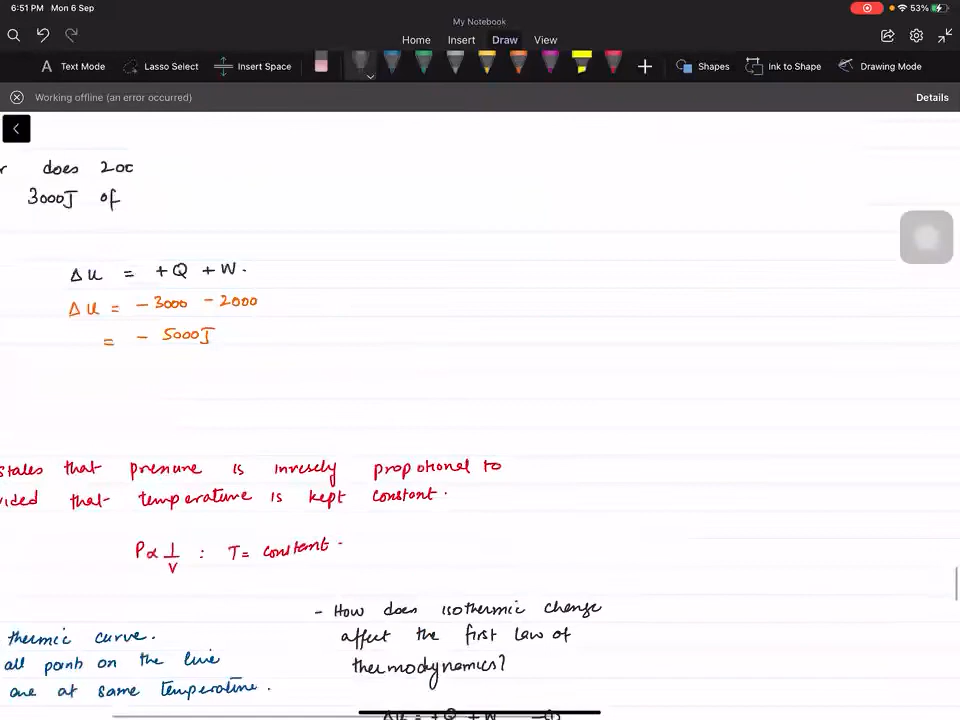 6:51 PM Mon 6 Sep
53%
My Notebook
Home Insert Draw View
A Text Mode Lasso Select Insert Space Shapes Ink to Shape Drawing Mode
Working offline (an error occurred) Details
does 200
3000J of
Δu = +Q +W.
Δu = - 3000 - 2000
= - 5000J
states that pressure is inversely proportional to
vided that temperature is kept constant.
P∝ 1/V : T= constant.
- How does isothermic change
affect the first law of
thermodynamics?
thermic curve.
all points on the line
are at same temperature.
Δu = +Q +W -①